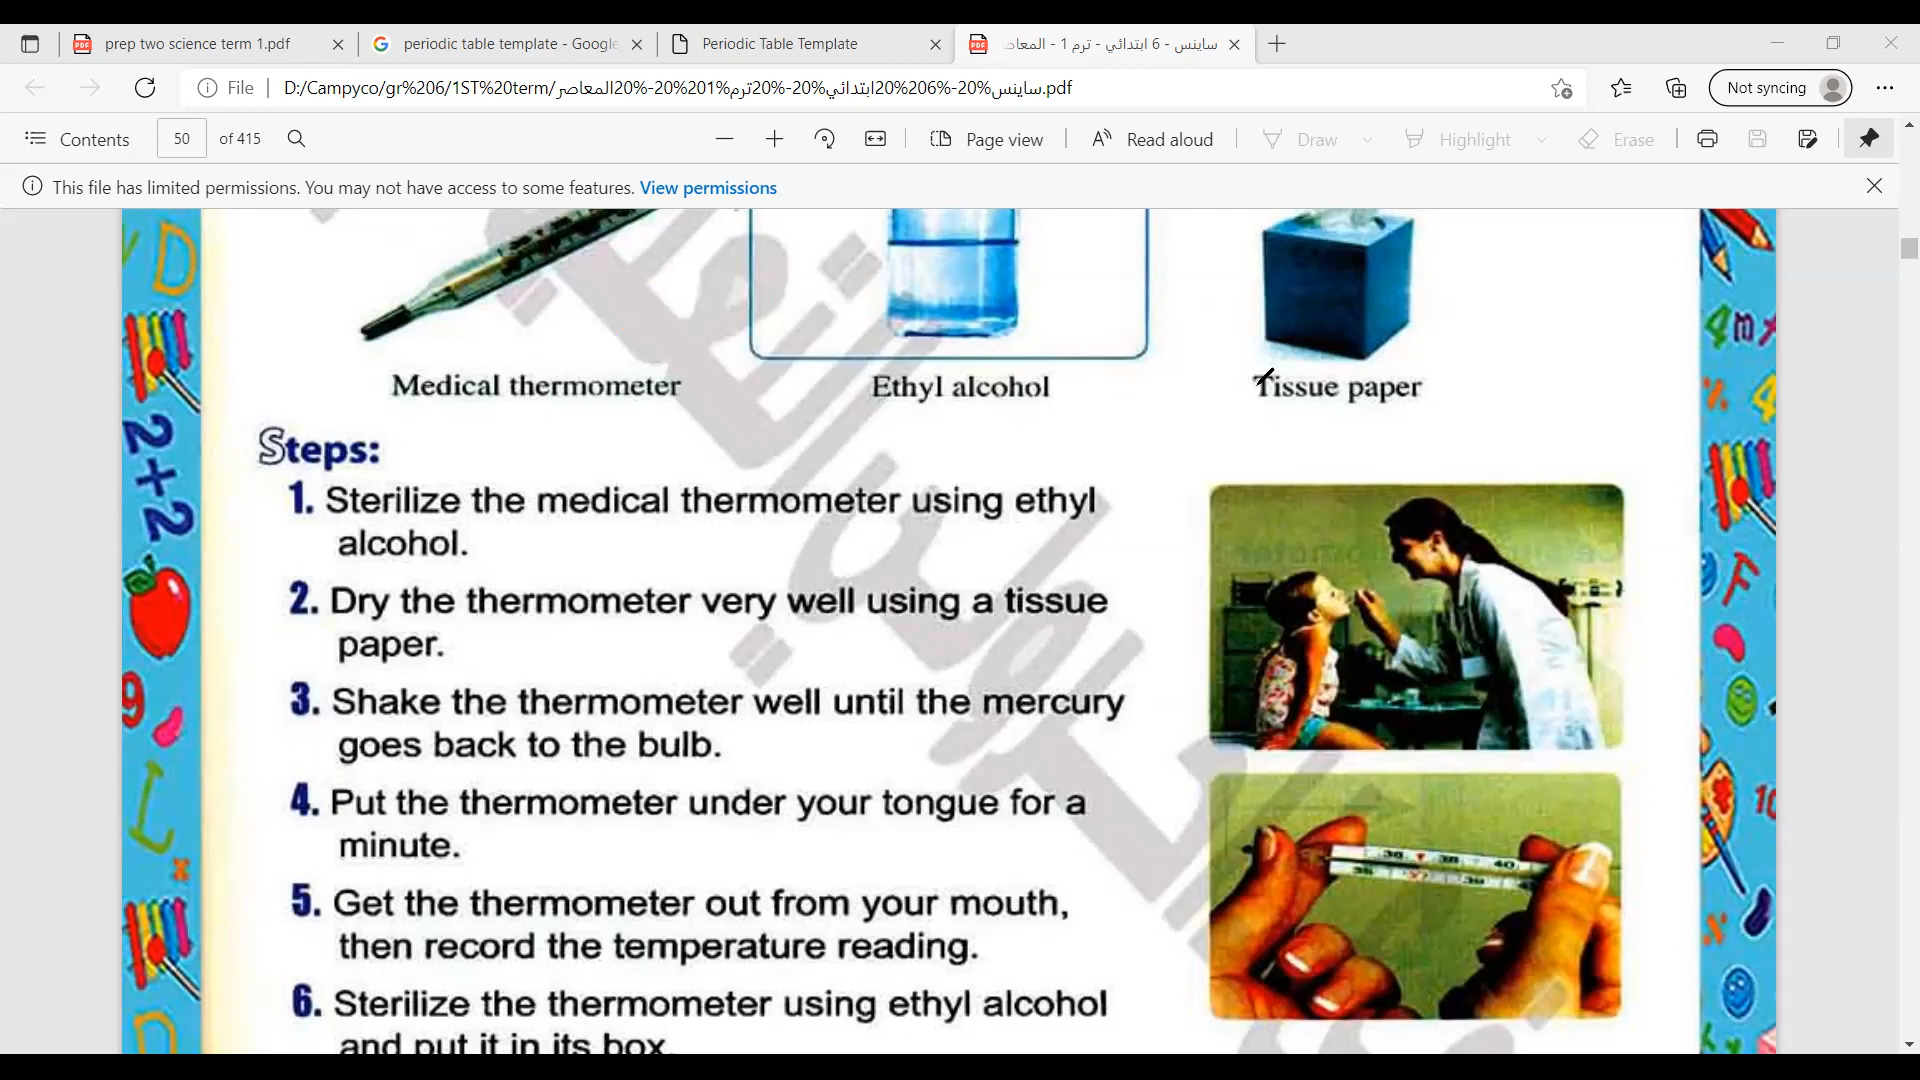 prep two science term 1.pdf
periodic table template - Google
Periodic Table Template
ساينس - 6 ابتدائي - ترم 1 - المعاصر
File
D:/Campyco/gr%206/1ST%20term/ساينس%20-%206%20ابتدائي%20-%20ترم%201%20-%20المعاصر.pdf
Not syncing
Contents
50
of 415
Page view
Read aloud
Draw
Highlight
Erase
This file has limited permissions. You may not have access to some features. View permissions
Medical thermometer
Ethyl alcohol
Tissue paper
Steps:
1. Sterilize the medical thermometer using ethyl
alcohol.
2. Dry the thermometer very well using a tissue
paper.
3. Shake the thermometer well until the mercury
goes back to the bulb.
4. Put the thermometer under your tongue for a
minute.
5. Get the thermometer out from your mouth,
then record the temperature reading.
6. Sterilize the thermometer using ethyl alcohol
and put it in its box.